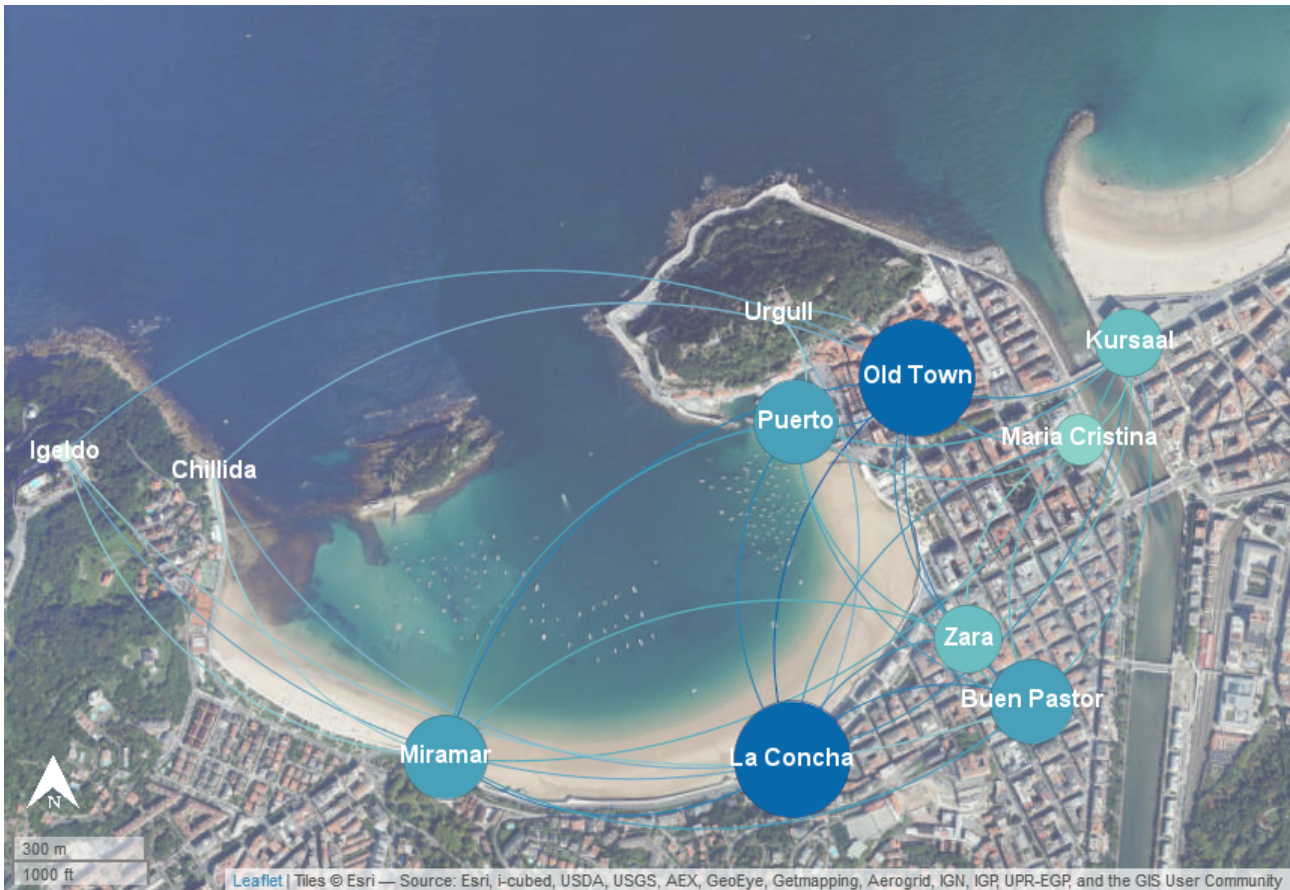 Urgull
Kursaal
Old Town
Puerto
Maria Cristina
Igeldo
Chillida
Zara
Buen Pastor
Miramar
La Concha
N
300 m
1000 ft
Leaflet | Tiles © Esri — Source: Esri, i-cubed, USDA, USGS, AEX, GeoEye, Getmapping, Aerogrid, IGN, IGP, UPR-EGP, and the GIS User Community